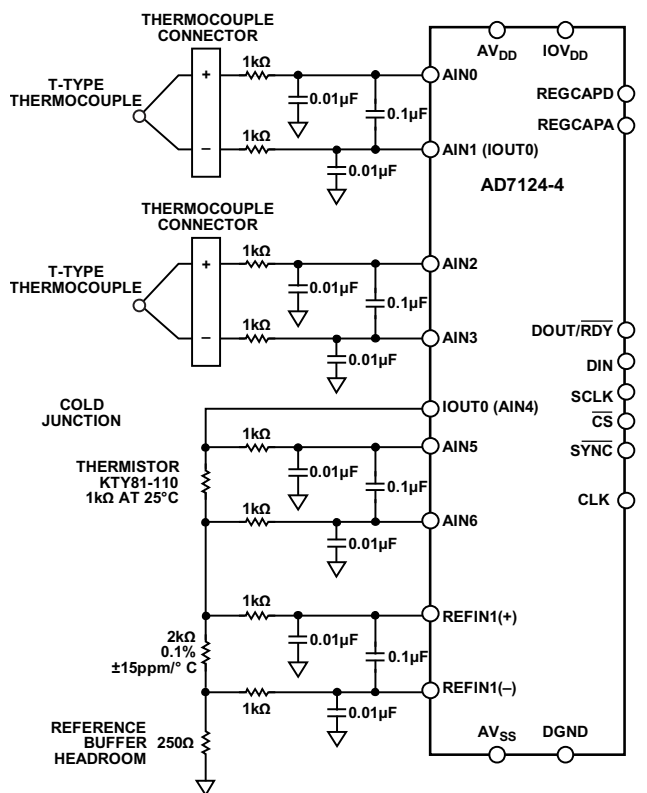 THERMOCOUPLE
CONNECTOR
T-TYPE
THERMOCOUPLE
+
–
1kΩ
0.01µF
0.1µF
1kΩ
0.01µF
AIN0
AIN1 (IOUT0)
THERMOCOUPLE
CONNECTOR
T-TYPE
THERMOCOUPLE
+
–
1kΩ
0.01µF
0.1µF
1kΩ
0.01µF
AIN2
AIN3
COLD
JUNCTION
IOUT0 (AIN4)
THERMISTOR
KTY81-110
1kΩ AT 25°C
1kΩ
0.01µF
0.1µF
1kΩ
0.01µF
AIN5
AIN6
2kΩ
0.1%
±15ppm/° C
1kΩ
0.01µF
0.1µF
1kΩ
0.01µF
REFIN1(+)
REFIN1(–)
REFERENCE
BUFFER
HEADROOM
250Ω
AVDD
IOVDD
REGCAPD
REGCAPA
AD7124-4
DOUT/RDY
DIN
SCLK
CS
SYNC
CLK
AVSS
DGND